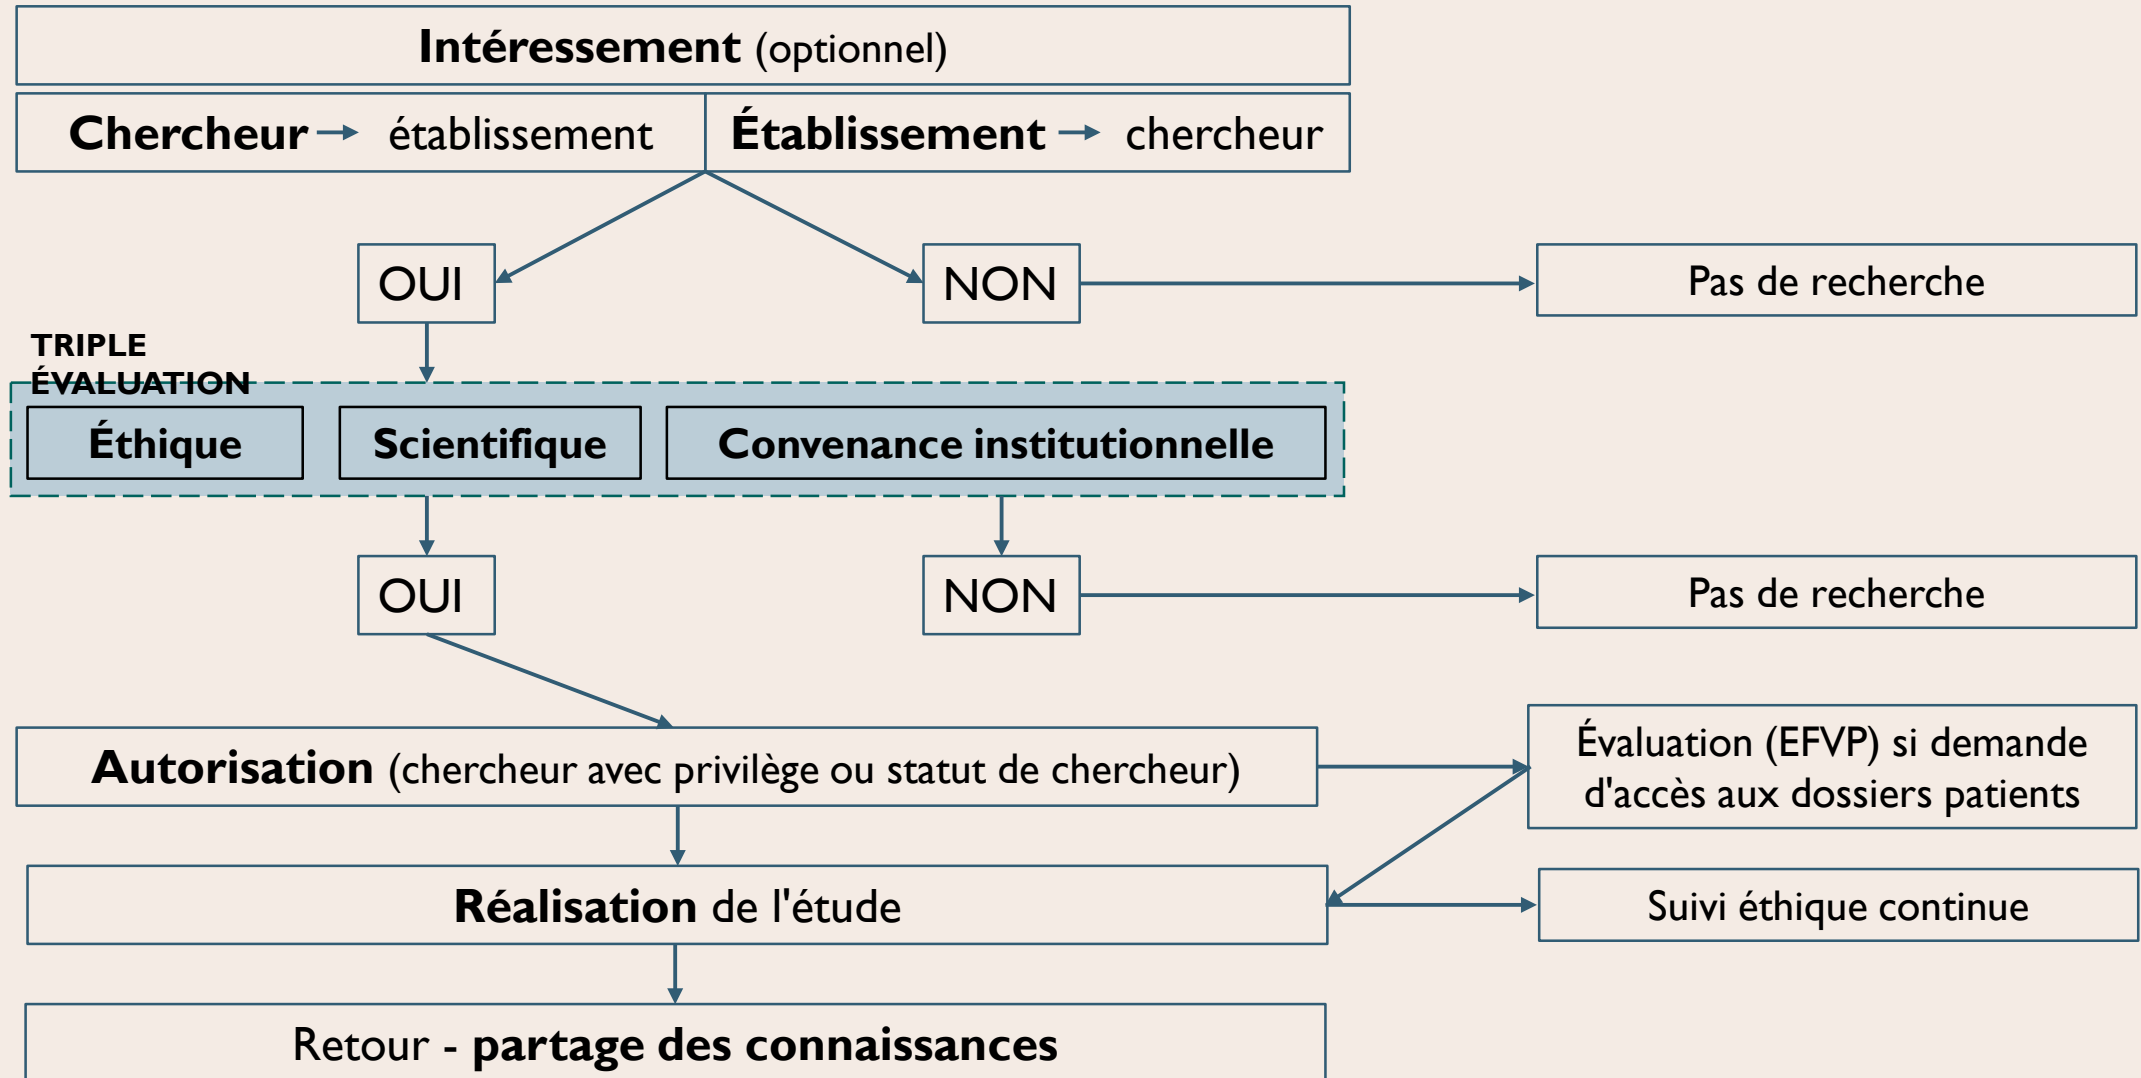 Intéressement (optionnel)
Chercheur → établissement
Établissement → chercheur
OUI
NON
Pas de recherche
TRIPLE
ÉVALUATION
Éthique
Scientifique
Convenance institutionnelle
OUI
NON
Pas de recherche
Autorisation (chercheur avec privilège ou statut de chercheur)
Évaluation (EFVP) si demande
d'accès aux dossiers patients
Réalisation de l'étude
Suivi éthique continue
Retour - partage des connaissances